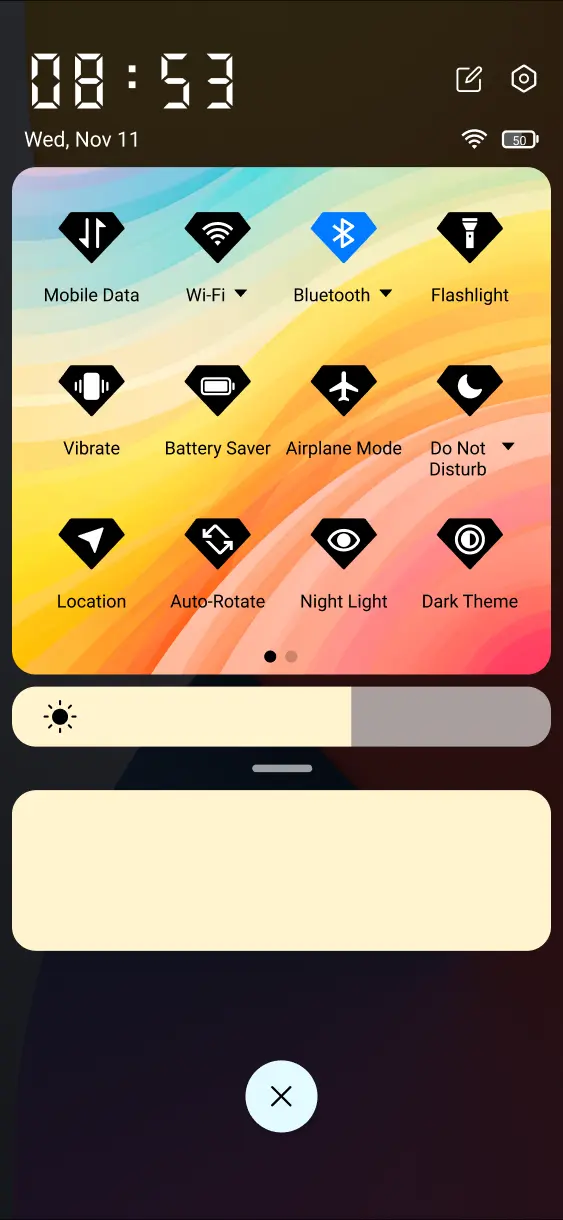 08:53
Wed, Nov 11
50
Mobile Data
Wi-Fi
Bluetooth
Flashlight
Vibrate
Battery Saver
Airplane Mode
Do Not
Disturb
Location
Auto-Rotate
Night Light
Dark Theme